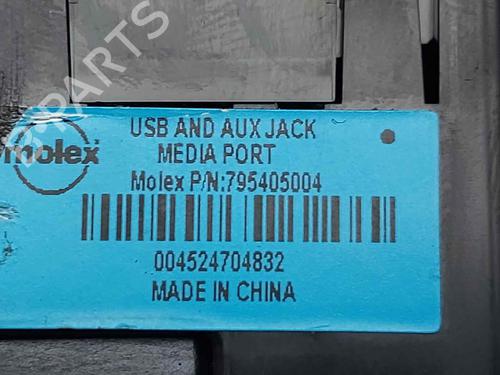 B-PARTS
molex
USB AND AUX JACK
MEDIA PORT
Molex P/N:795405004
004524704832
MADE IN CHINA